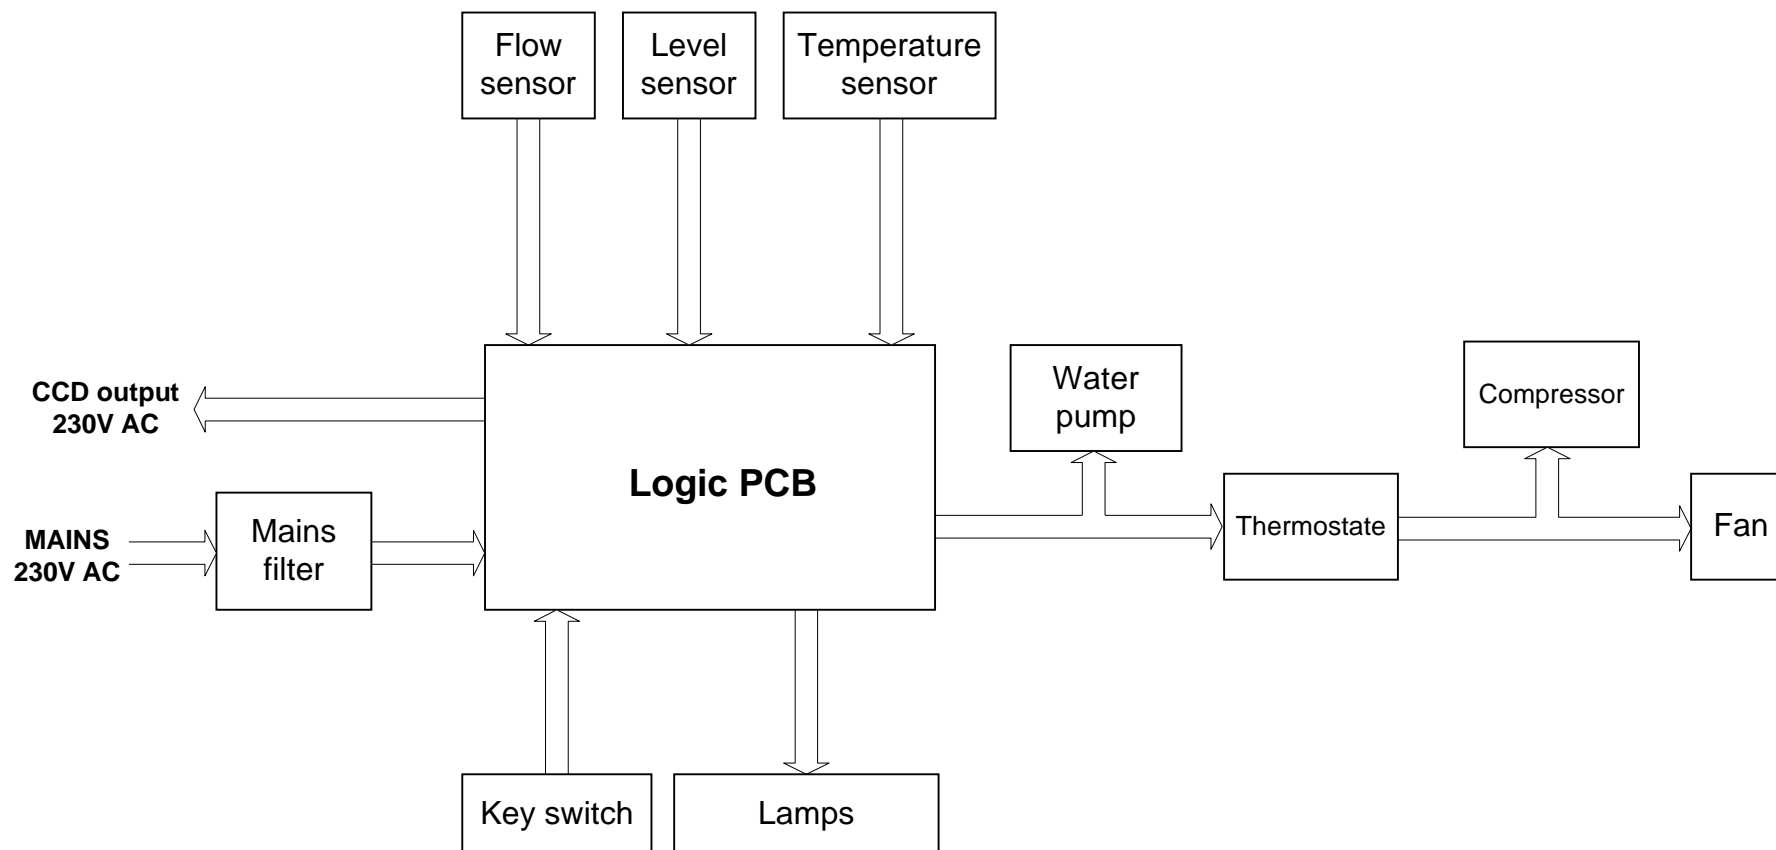 Flow
sensor
Level
sensor
Temperature
sensor
CCD output
230V AC
MAINS
230V AC
Mains
filter
Logic PCB
Water
pump
Thermostate
Compressor
Fan
Key switch
Lamps